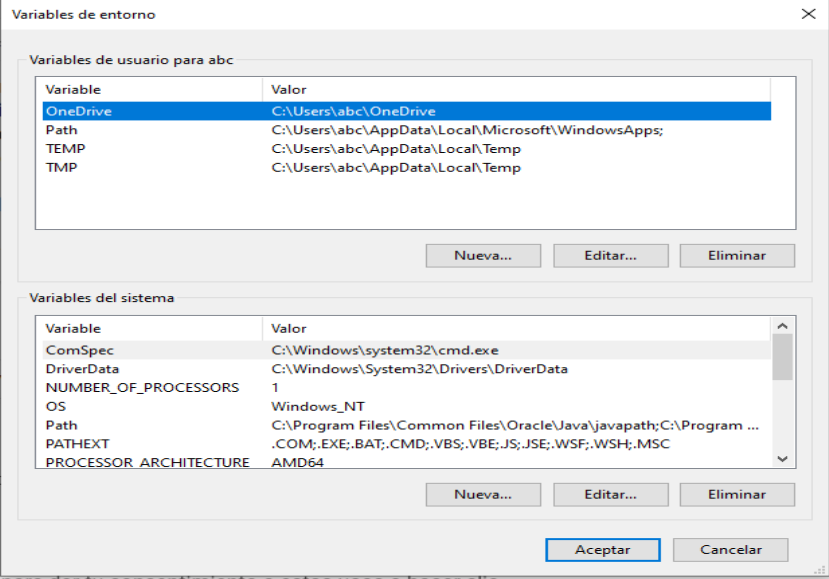 Variables de entorno
Variables de usuario para abc
Variable Valor
OneDrive C:\Users\abc\OneDrive
Path C:\Users\abc\AppData\Local\Microsoft\WindowsApps;
TEMP C:\Users\abc\AppData\Local\Temp
TMP C:\Users\abc\AppData\Local\Temp
Nueva... Editar... Eliminar
Variables del sistema
Variable Valor
ComSpec C:\Windows\system32\cmd.exe
DriverData C:\Windows\System32\Drivers\DriverData
NUMBER_OF_PROCESSORS 1
OS Windows_NT
Path C:\Program Files\Common Files\Oracle\Java\javapath;C:\Program ...
PATHEXT .COM;.EXE;.BAT;.CMD;.VBS;.VBE;.JS;.JSE;.WSF;.WSH;.MSC
PROCESSOR_ARCHITECTURE AMD64
Nueva... Editar... Eliminar
Aceptar Cancelar